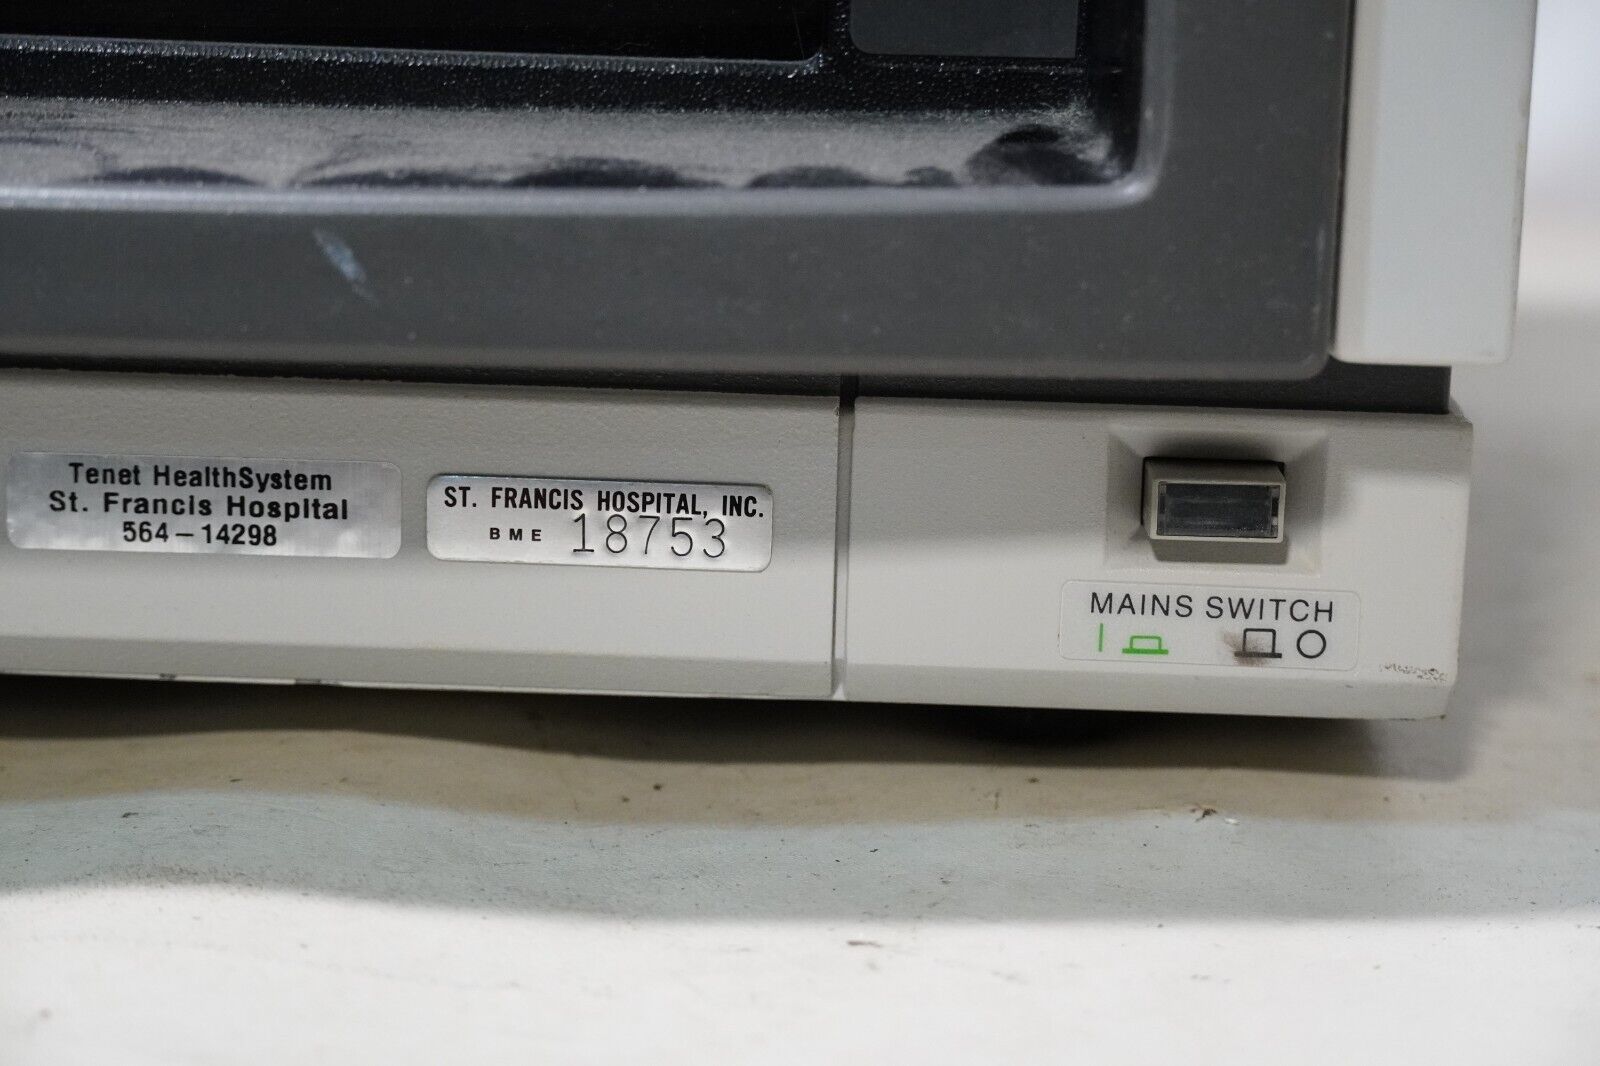 Tenet HealthSystem
St. Francis Hospital
564-14298
ST. FRANCIS HOSPITAL, INC.
BME 18753
MAINS SWITCH